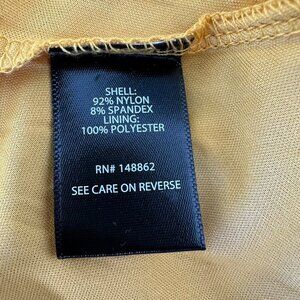 SHELL:
92% NYLON
8% SPANDEX
LINING:
100% POLYESTER
RN# 148862
SEE CARE ON REVERSE